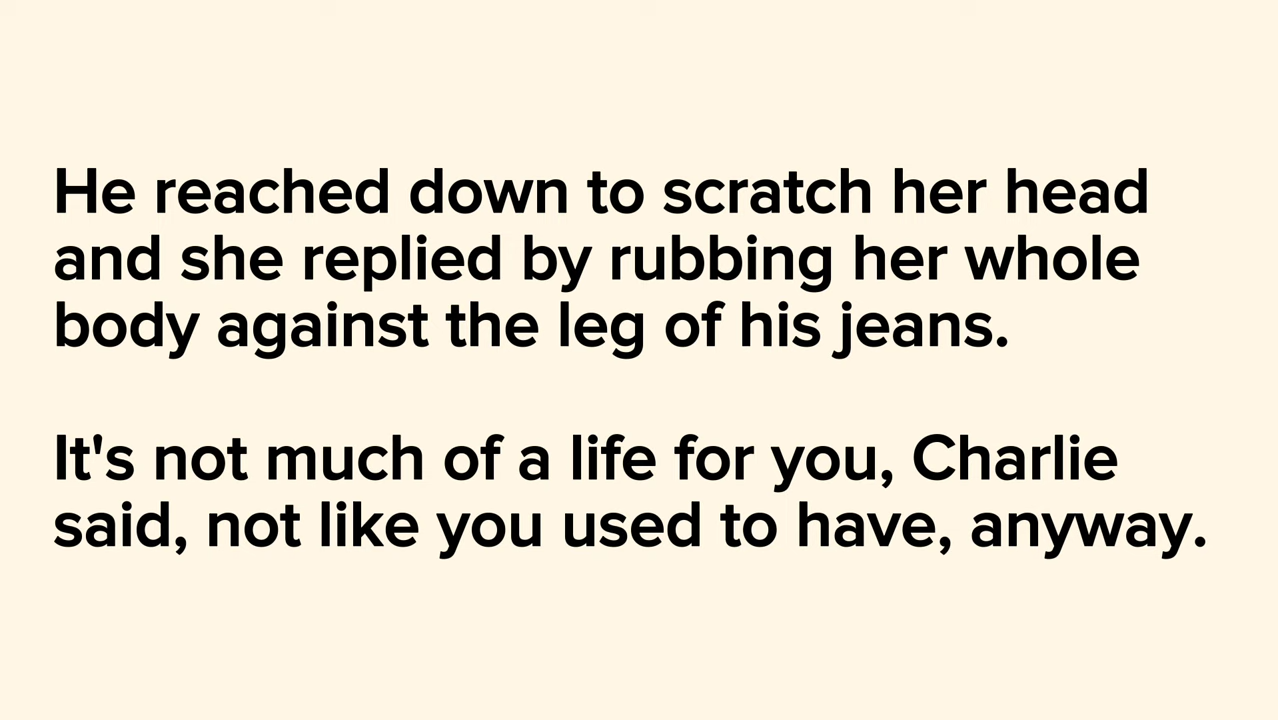 He reached down to scratch her head
and she replied by rubbing her whole
body against the leg of his jeans.
It's not much of a life for you, Charlie
said, not like you used to have, anyway.